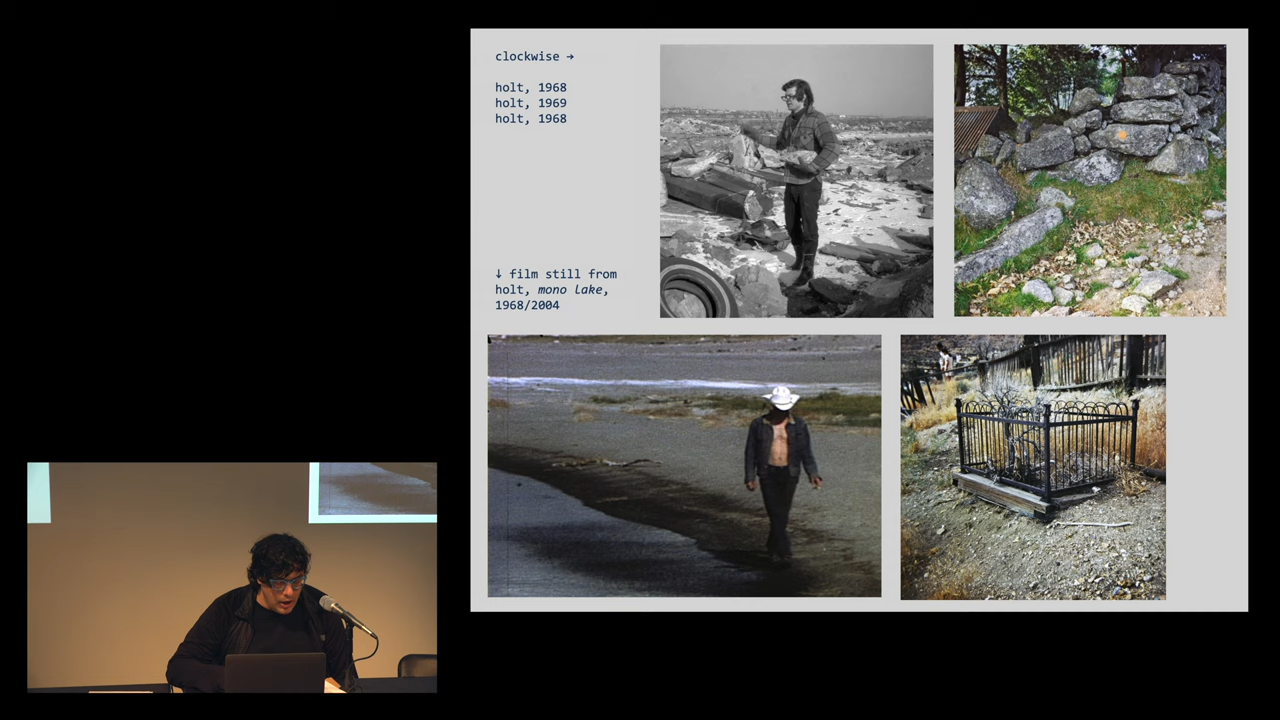 clockwise →
holt, 1968
holt, 1969
holt, 1968
↓ film still from
holt, mono lake,
1968/2004